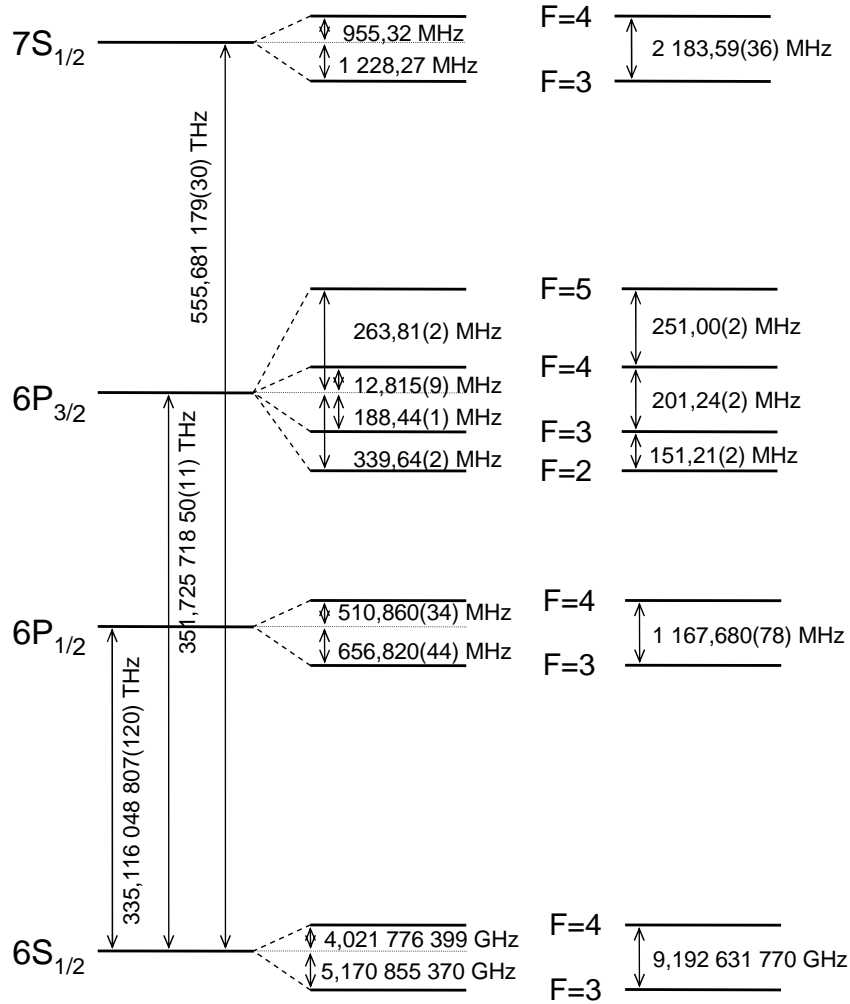 7S1/2
955,32 MHz
1 228,27 MHz
F=4
F=3
2 183,59(36) MHz
555,681 179(30) THz
6P3/2
263,81(2) MHz
12,815(9) MHz
188,44(1) MHz
339,64(2) MHz
F=5
F=4
F=3
F=2
251,00(2) MHz
201,24(2) MHz
151,21(2) MHz
351,725 718 50(11) THz
6P1/2
510,860(34) MHz
656,820(44) MHz
F=4
F=3
1 167,680(78) MHz
335,116 048 807(120) THz
6S1/2
4,021 776 399 GHz
5,170 855 370 GHz
F=4
F=3
9,192 631 770 GHz